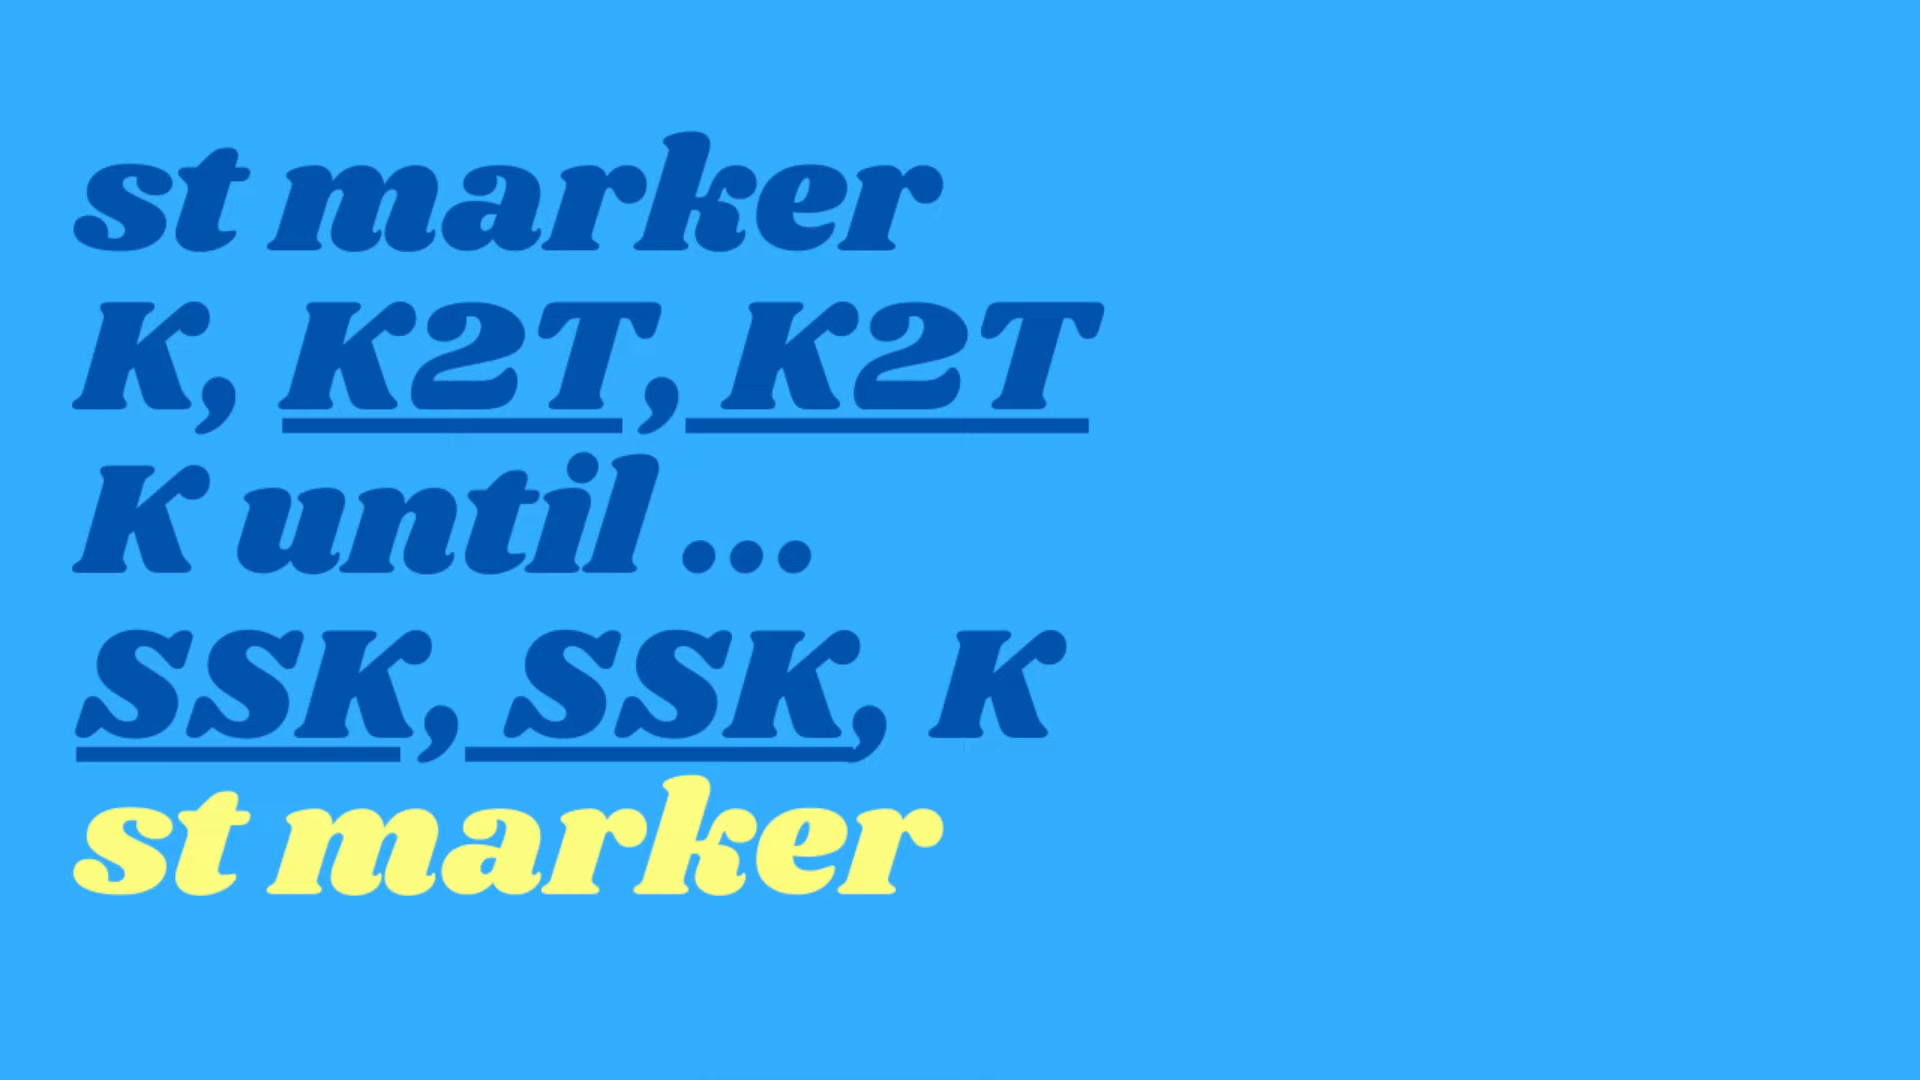 st marker
K, K2T, K2T
K until ...
SSK, SSK, K
st marker